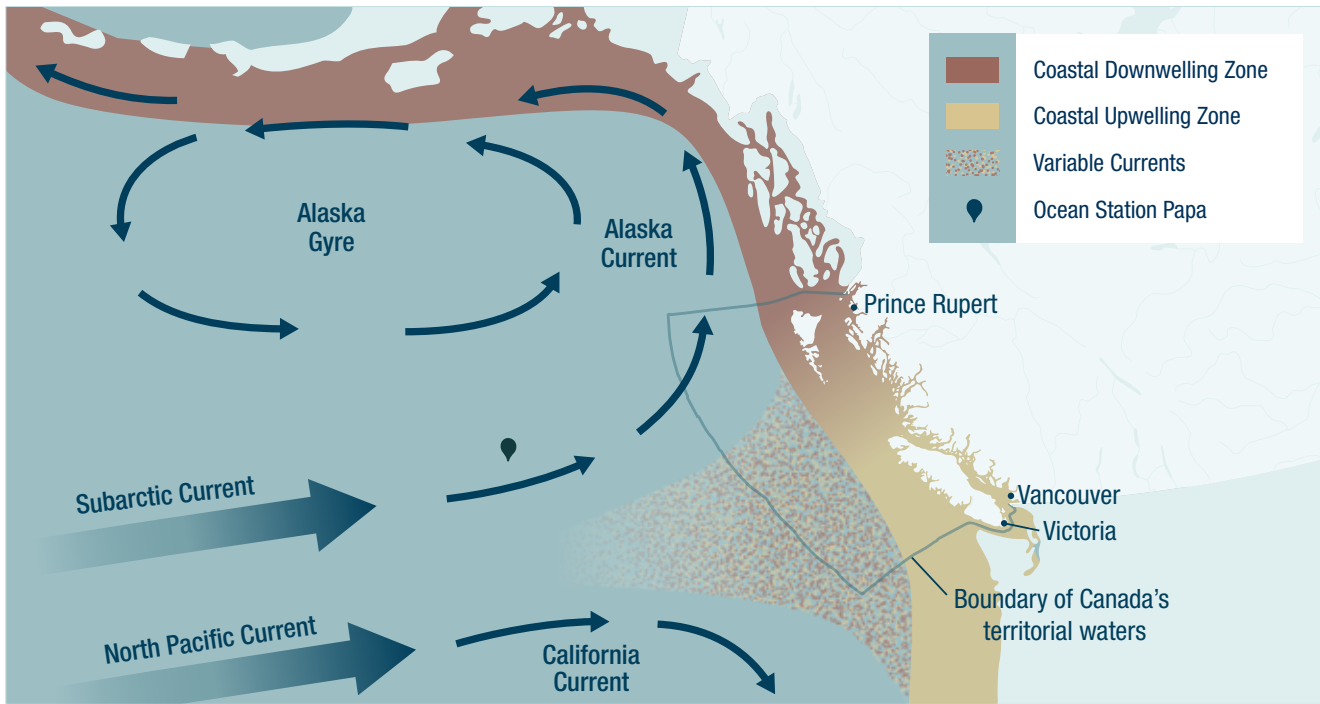 Coastal Downwelling Zone
Coastal Upwelling Zone
Variable Currents
Ocean Station Papa
Alaska
Gyre
Alaska
Current
Prince Rupert
Subarctic Current
Vancouver
Victoria
Boundary of Canada’s
territorial waters
North Pacific Current
California
Current